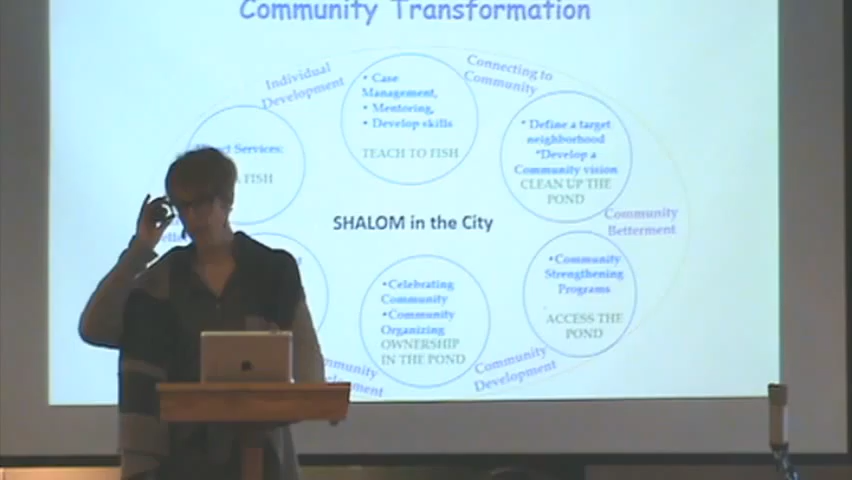 Community Transformation
Individual
Development
Connecting to
Community
• Case
Management,
• Mentoring,
• Develop skills
TEACH TO FISH
Services:
FISH
• Define a target
neighborhood
•Develop a
Community vision
CLEAN UP THE
POND
SHALOM in the City
Community
Betterment
•Community
Strengthening
Programs
ACCESS THE
POND
•Celebrating
Community
•Community
Organizing
OWNERSHIP
IN THE POND
Community
Development